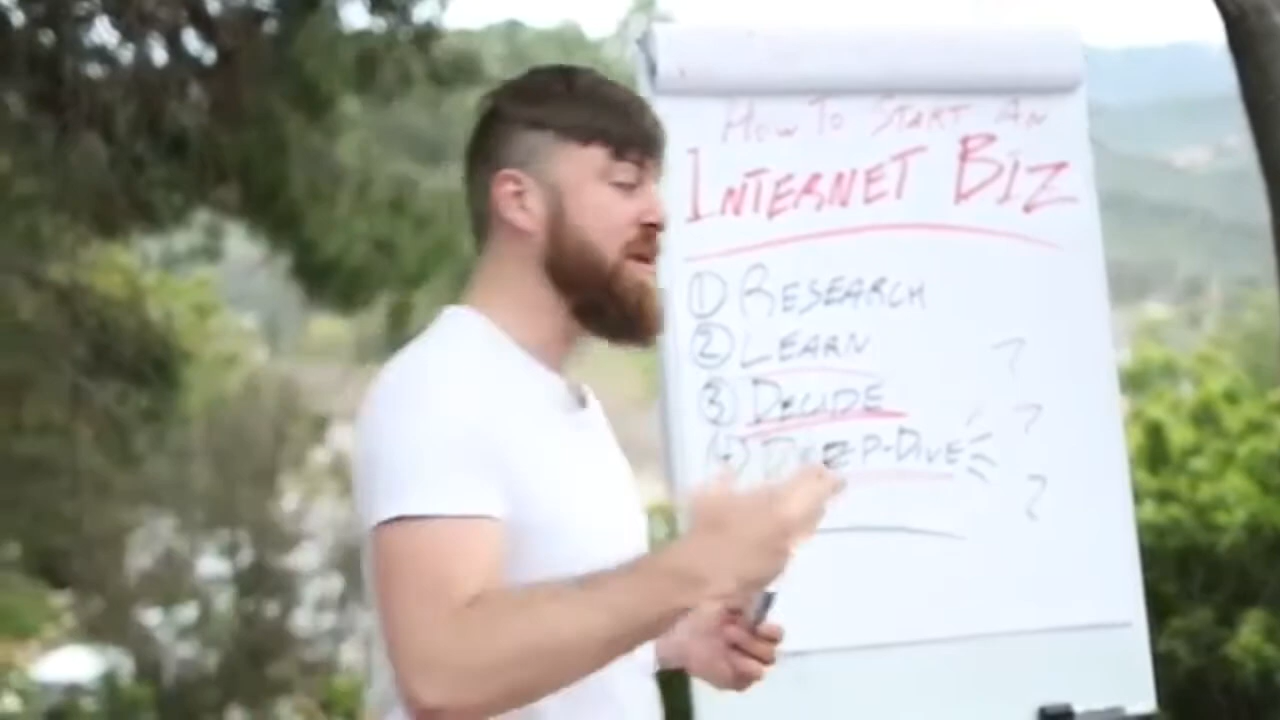 How To START AN
INTERNET BIZ
① RESEARCH
② LEARN
?
③ DECIDE
?
④ DEEP-DIVE
?